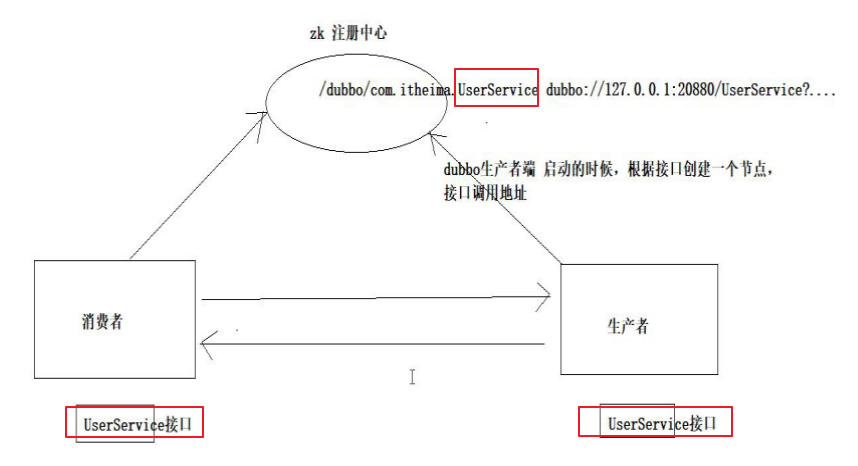 zk 注册中心
/dubbo/com.itheima.UserService dubbo://127.0.0.1:20880/UserService?....
dubbo生产者端 启动的时候，根据接口创建一个节点，
接口调用地址
消费者
生产者
UserService接口
UserService接口